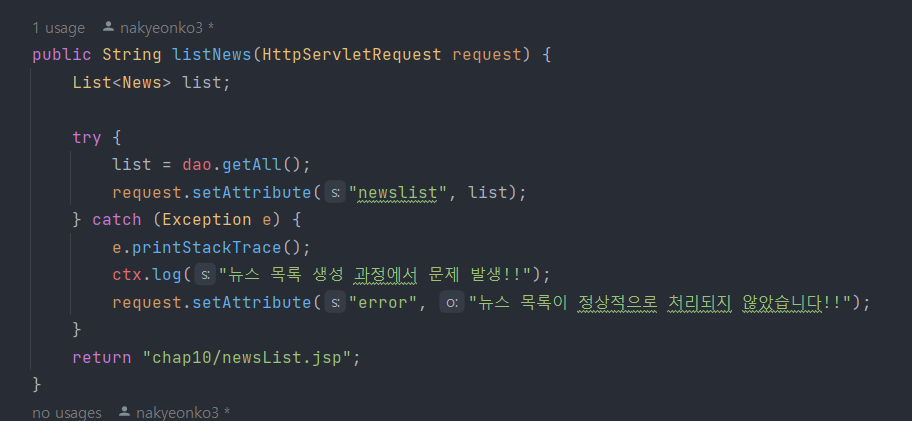 1 usage nakyeonko3 *
public String listNews(HttpServletRequest request) {
List<News> list;
try {
list = dao.getAll();
request.setAttribute( s: "newslist", list);
} catch (Exception e) {
e.printStackTrace();
ctx.log( s: "뉴스 목록 생성 과정에서 문제 발생!!");
request.setAttribute( s: "error", o: "뉴스 목록이 정상적으로 처리되지 않았습니다!!");
}
return "chap10/newsList.jsp";
}
no usages nakyeonko3 *